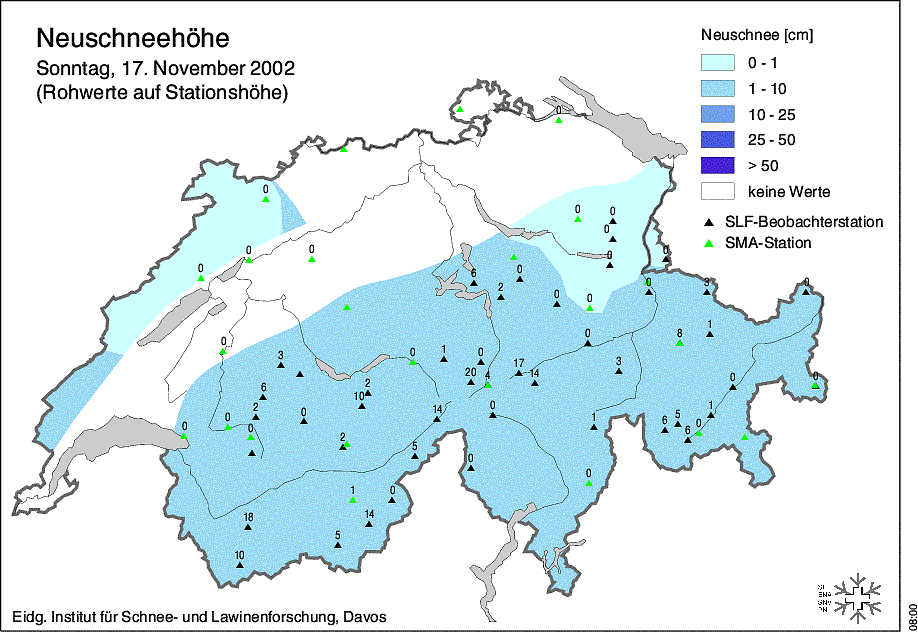 Neuschneehöhe
Sonntag, 17. November 2002
(Rohwerte auf Stationshöhe)
Neuschnee [cm]
0 - 1
1 - 10
10 - 25
25 - 50
> 50
keine Werte
SLF-Beobachterstation
SMA-Station
0
0
0 0
0
0 0
0 0 0
0 6 0 0 3 0
2 0 0
8 1
0 0
3 0 1 0 17 3
20 4 14 0 0
6 2
10
2 0 14 0 1 6 5 1
0 0 0 2 6 0
5 0
0
1 0
18 14
5
10
Eidg. Institut für Schnee- und Lawinenforschung, Davos
08:00